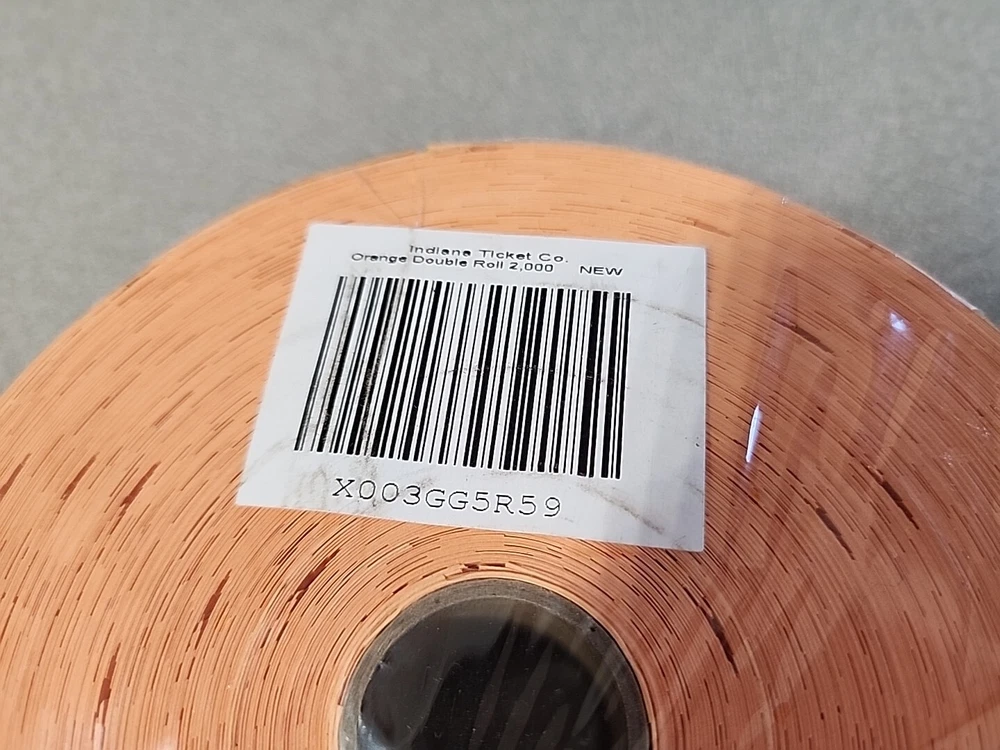 Indiana Ticket Co.
Orange Double Roll 2,000 NEW
X003GG5R59